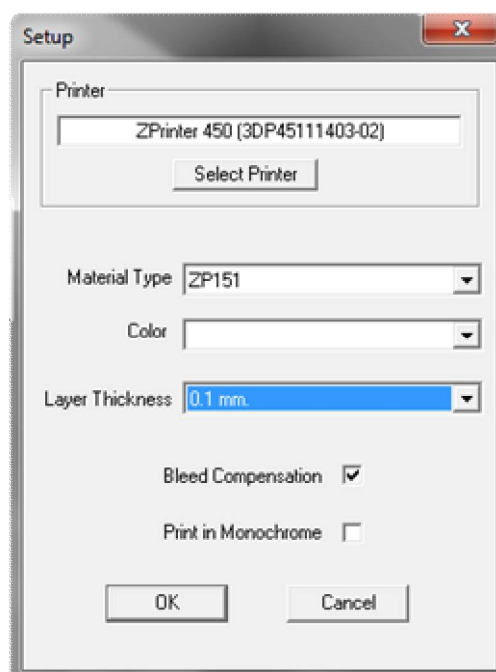 Setup
Printer
ZPrinter 450 (3DP45111403-02)
Select Printer
Material Type ZP151
Color
Layer Thickness 0.1 mm.
Bleed Compensation
Print in Monochrome
OK Cancel